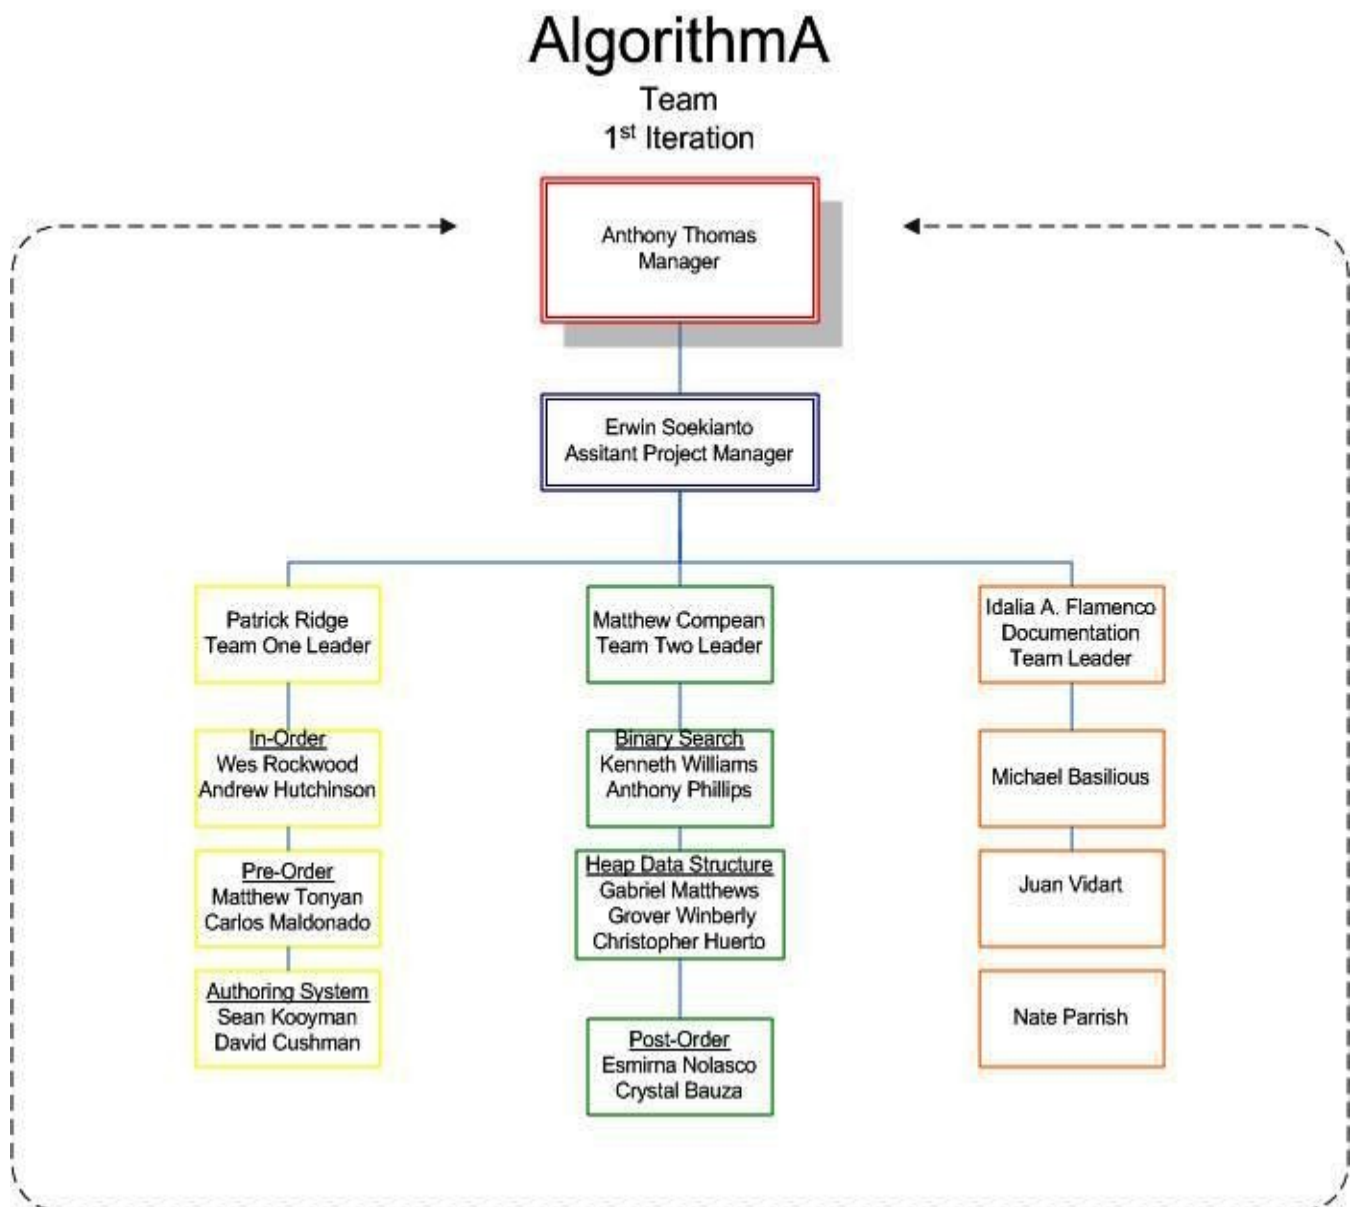 AlgorithmA
Team
1st Iteration
Anthony Thomas
Manager
Erwin Soekianto
Assitant Project Manager
Patrick Ridge
Team One Leader
In-Order
Wes Rockwood
Andrew Hutchinson
Pre-Order
Matthew Tonyan
Carlos Maldonado
Authoring System
Sean Kooyman
David Cushman
Matthew Compean
Team Two Leader
Binary Search
Kenneth Williams
Anthony Phillips
Heap Data Structure
Gabriel Matthews
Grover Winberly
Christopher Huerto
Post-Order
Esmirna Nolasco
Crystal Bauza
Idalia A. Flamenco
Documentation
Team Leader
Michael Basilious
Juan Vidart
Nate Parrish